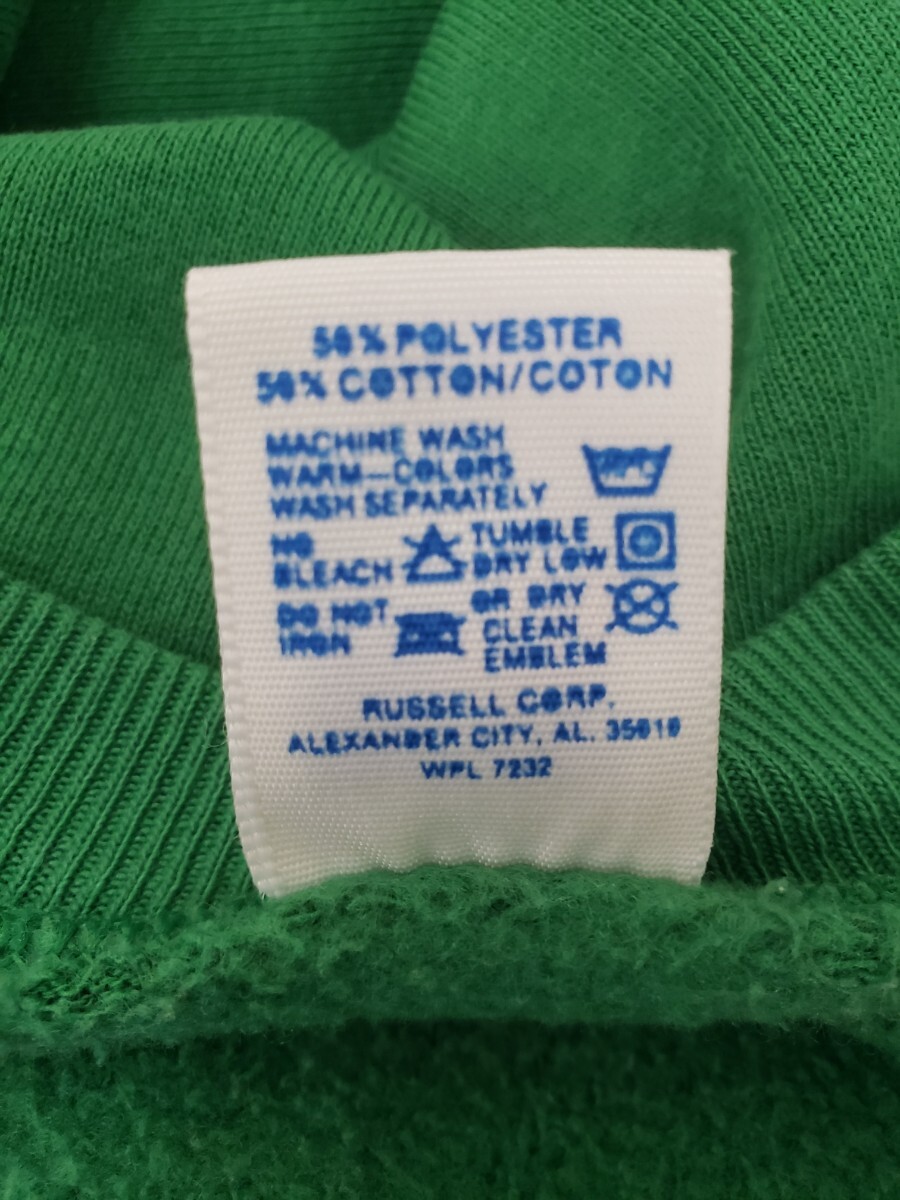 50% POLYESTER
50% COTTON/COTON
MACHINE WASH
WARM—COLORS
WASH SEPARATELY
NO
BLEACH
TUMBLE
DRY LOW
DO NOT
IRON
OR DRY
CLEAN
EMBLEM
RUSSELL CORP.
ALEXANDER CITY, AL. 35010
WPL 7232